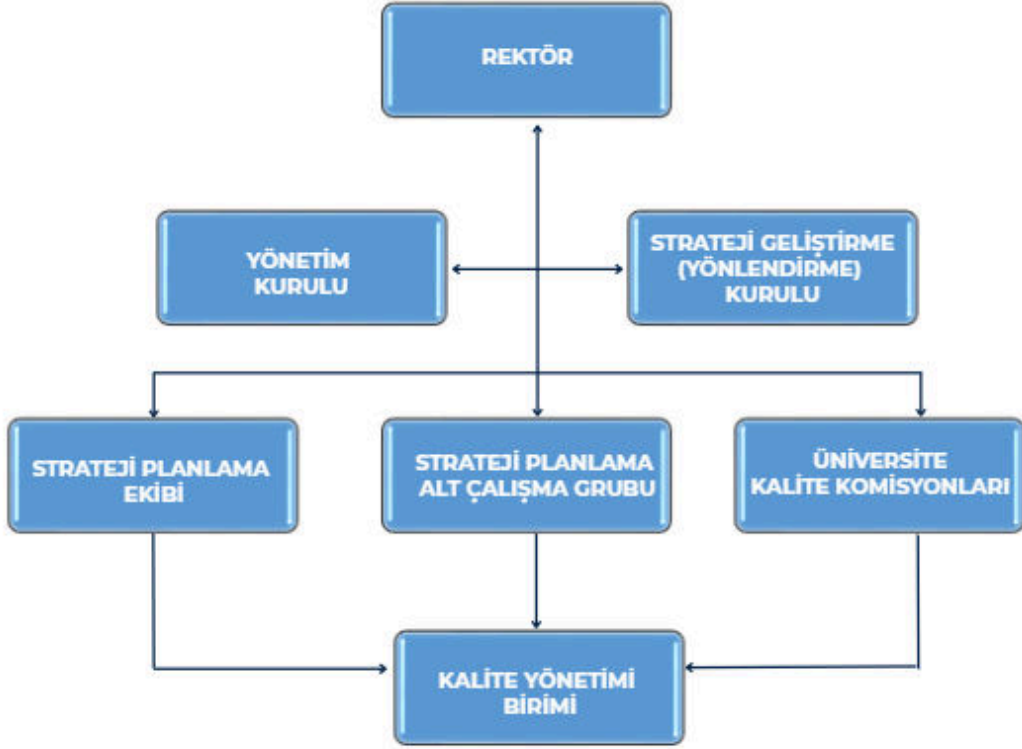 REKTÖR
YÖNETİM
KURULU
STRATEJİ GELİŞTİRME
(YÖNLENDİRME)
KURULU
STRATEJİ PLANLAMA
EKİBİ
STRATEJİ PLANLAMA
ALT ÇALIŞMA GRUBU
ÜNİVERSİTE
KALİTE KOMİSYONLARI
KALİTE YÖNETİMİ
BİRİMİ